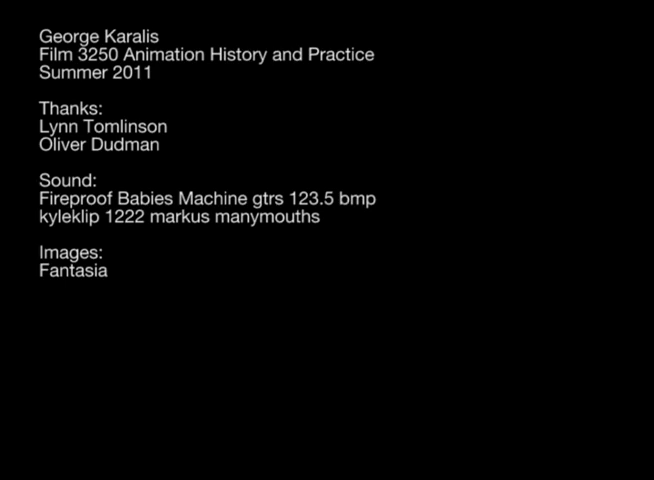 George Karalis
Film 3250 Animation History and Practice
Summer 2011
Thanks:
Lynn Tomlinson
Oliver Dudman
Sound:
Fireproof Babies Machine gtrs 123.5 bmp
kyleklip 1222 markus manymouths
Images:
Fantasia